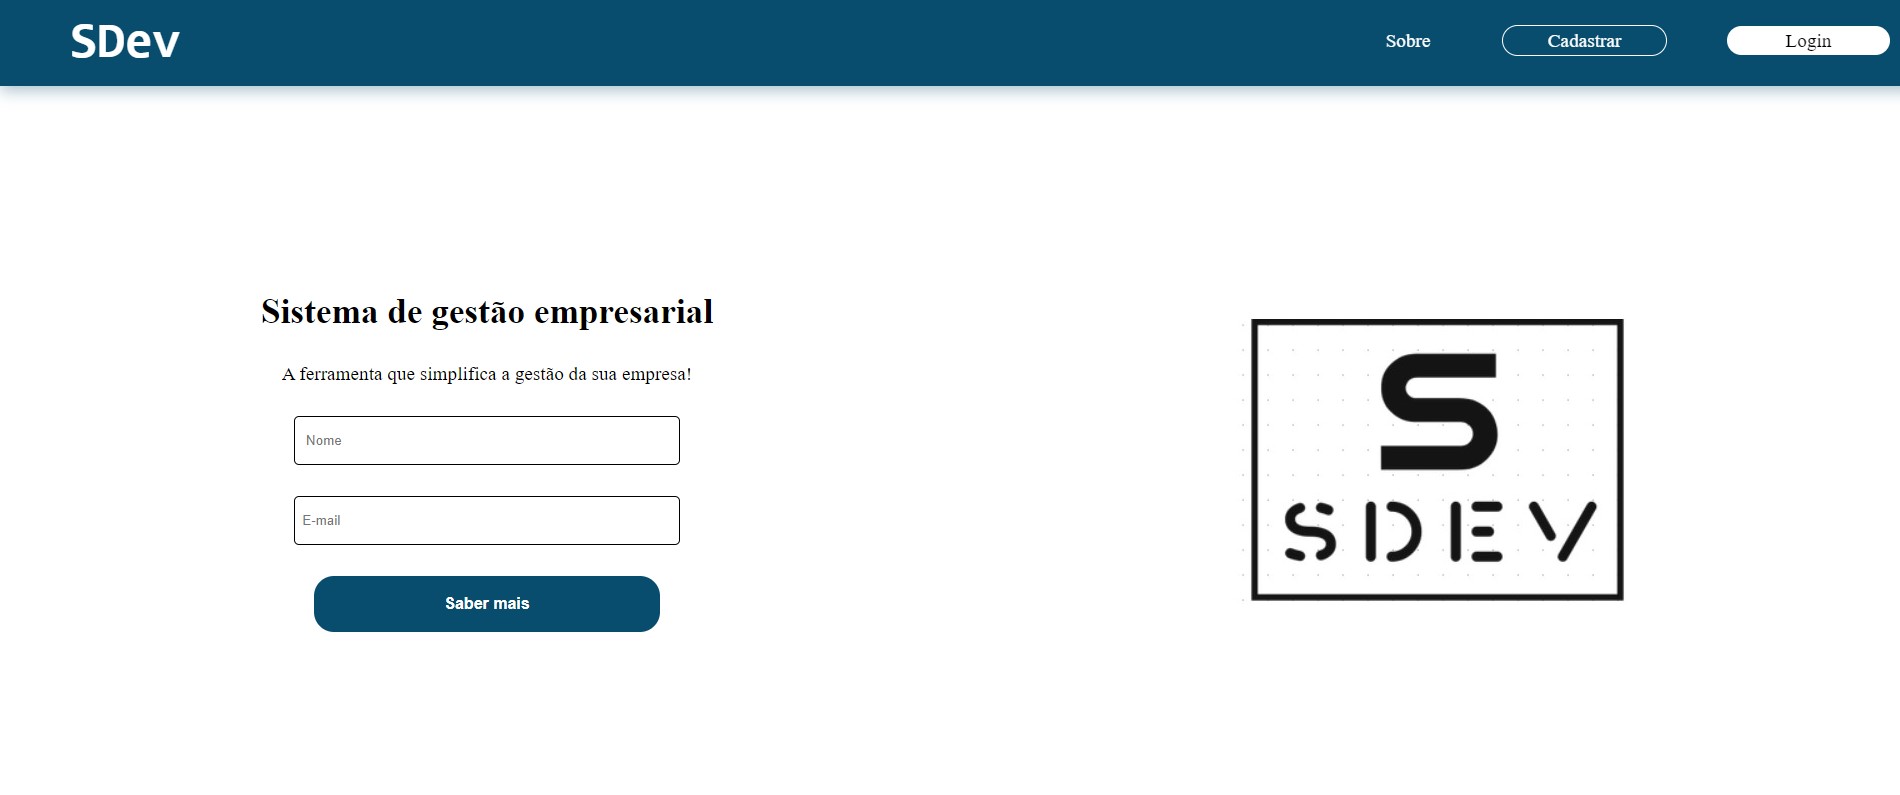 SDev
Sobre
Cadastrar
Login
Sistema de gestão empresarial
A ferramenta que simplifica a gestão da sua empresa!
Nome
E-mail
Saber mais
S
SDEV